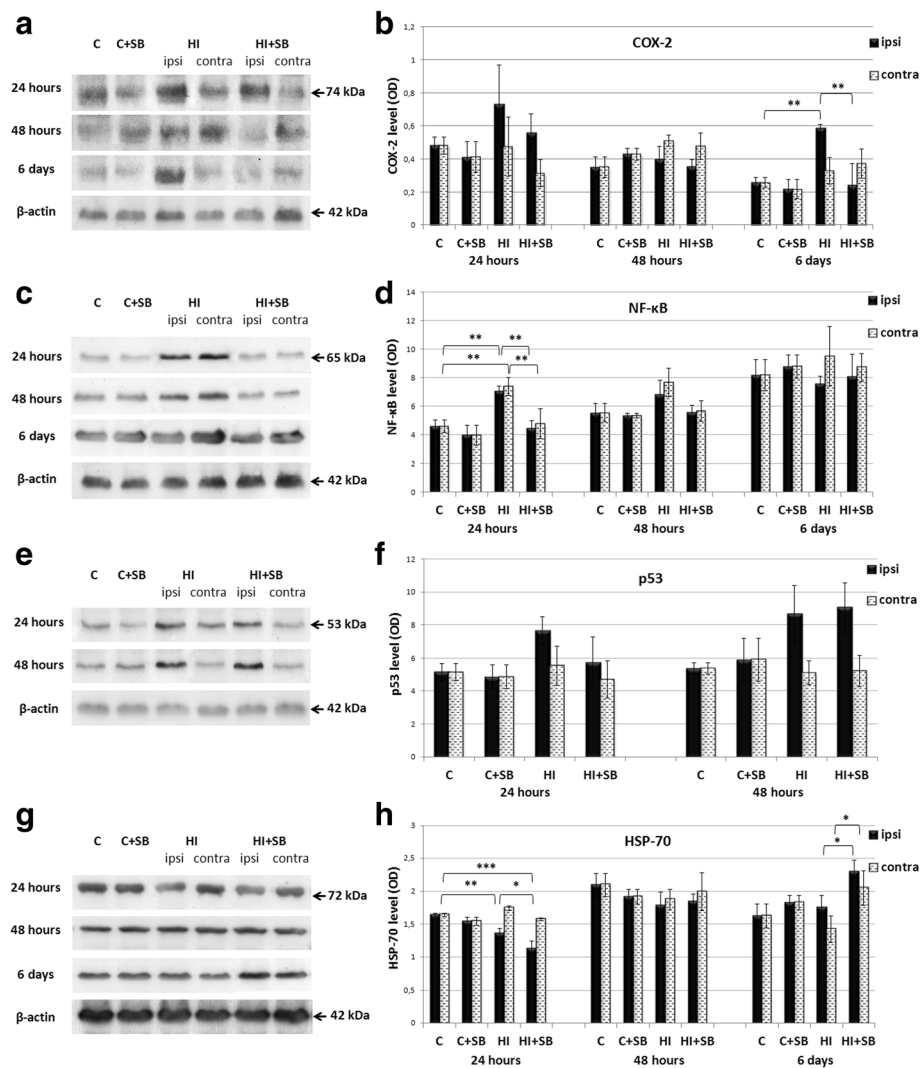 a
C C+SB HI HI+SB
ipsi contra ipsi contra
24 hours
74 kDa
48 hours
6 days
β-actin
42 kDa
b
COX-2
ipsi
contra
COX-2 level (OD)
1,2
1
0,8
0,6
0,4
0,2
0
**
**
C C+SB HI HI+SB C C+SB HI HI+SB C C+SB HI HI+SB
24 hours 48 hours 6 days
c
C C+SB HI HI+SB
ipsi contra ipsi contra
24 hours
65 kDa
48 hours
6 days
β-actin
42 kDa
d
NF-κB
ipsi
contra
NF-κB level (OD)
14
12
10
8
6
4
2
0
** **
** **
C C+SB HI HI+SB C C+SB HI HI+SB C C+SB HI HI+SB
24 hours 48 hours 6 days
e
C C+SB HI HI+SB
ipsi contra ipsi contra
24 hours
53 kDa
48 hours
β-actin
42 kDa
f
p53
ipsi
contra
p53 level (OD)
12
10
8
6
4
2
0
C C+SB HI HI+SB C C+SB HI HI+SB
24 hours 48 hours
g
C C+SB HI HI+SB
ipsi contra ipsi contra
24 hours
72 kDa
48 hours
6 days
β-actin
42 kDa
h
HSP-70
ipsi
contra
HSP-70 level (OD)
3
2,5
2
1,5
1
0,5
0
***
** *
*
*
C C+SB HI HI+SB C C+SB HI HI+SB C C+SB HI HI+SB
24 hours 48 hours 6 days